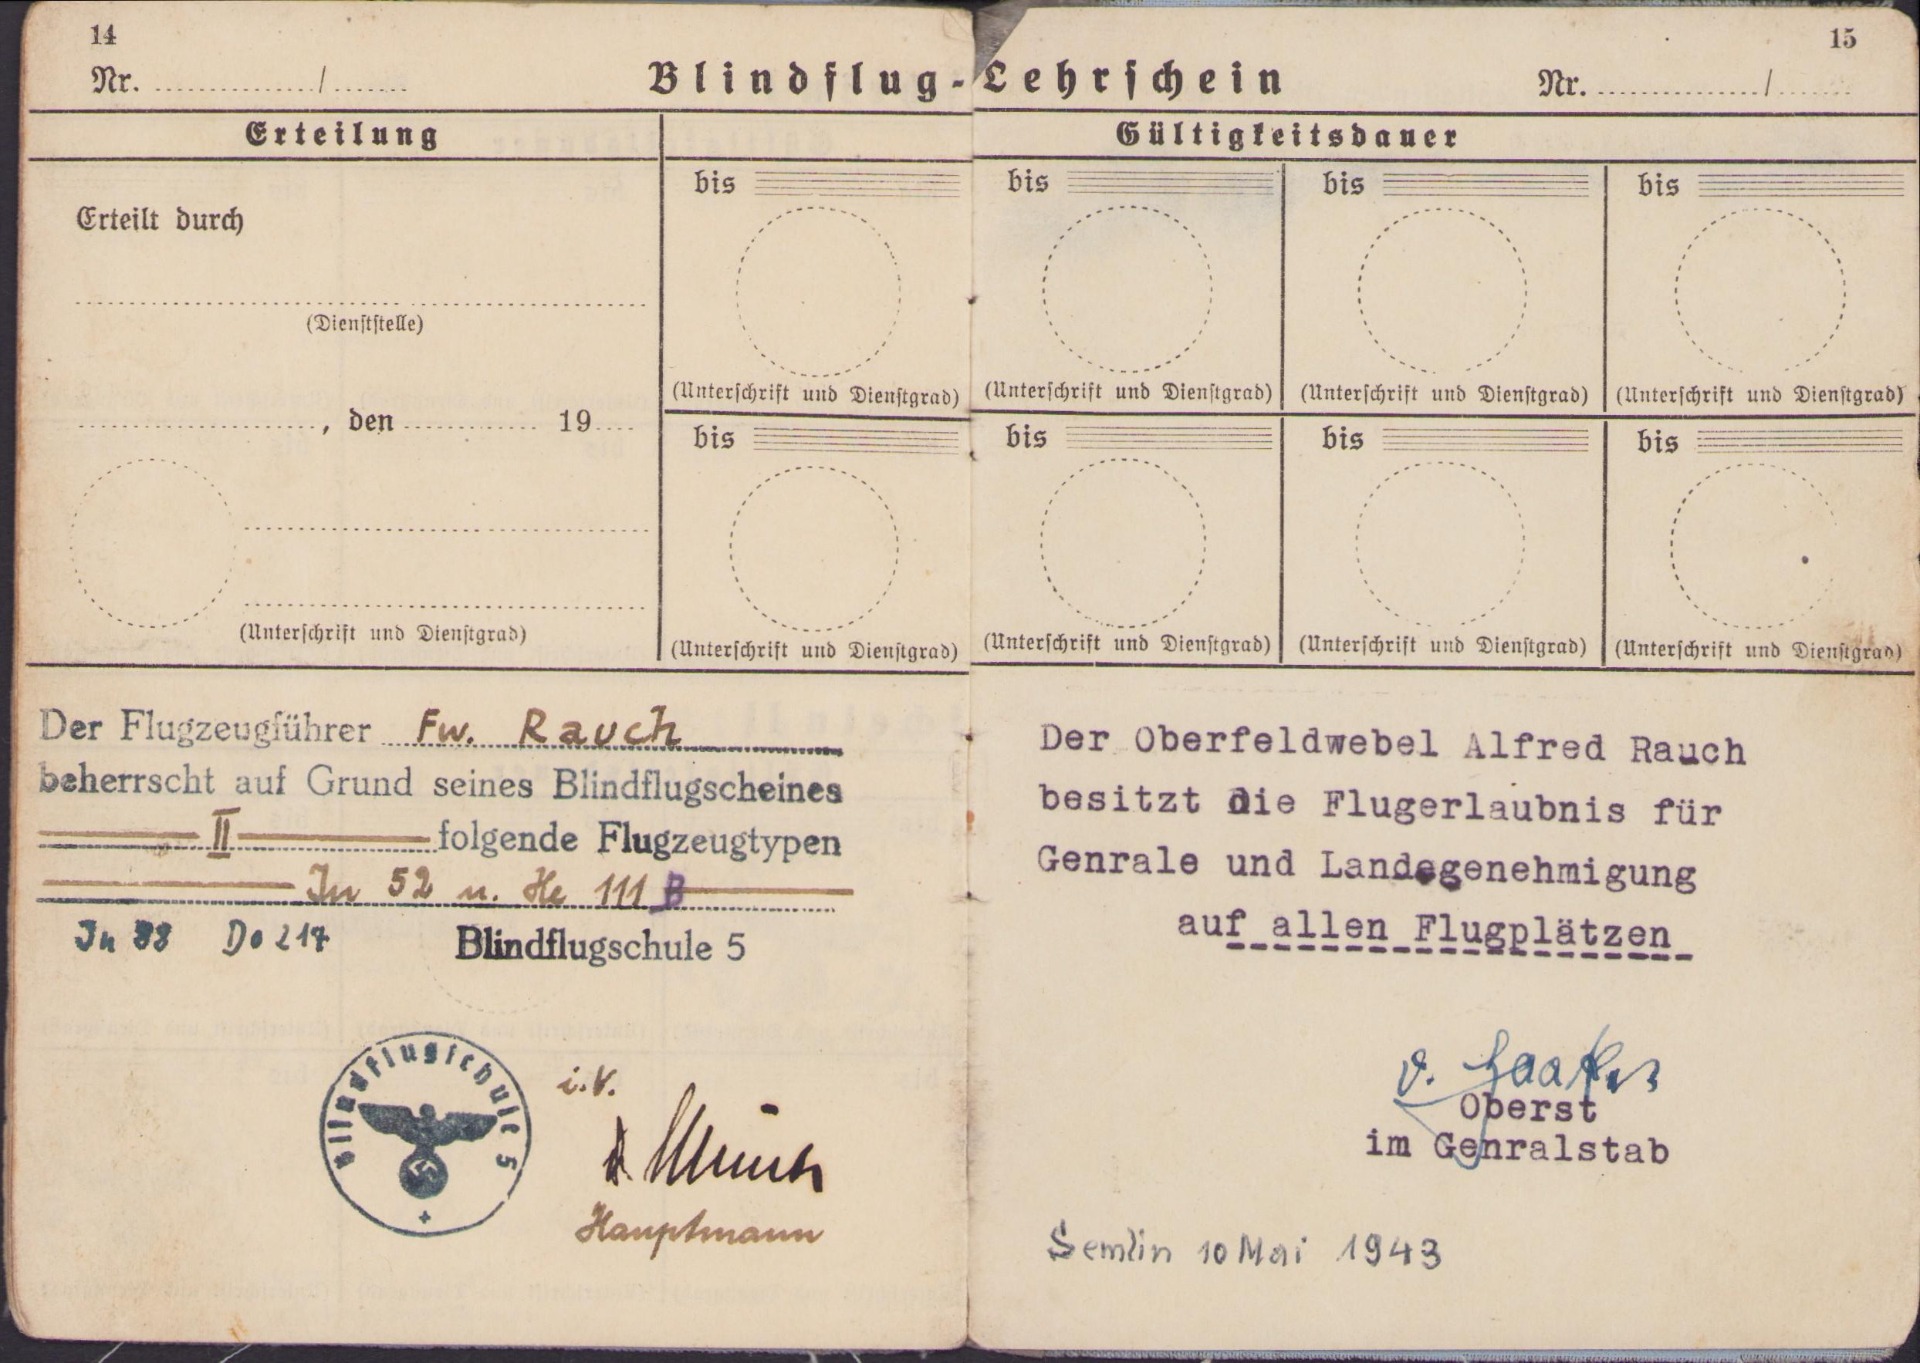 14
15
Nr. ............... / .......
Blindflug-Lehrschein
Nr. ............... / .......
Erteilung
Gültigkeitsdauer
Erteilt durch
(Dienststelle)
...................., den ............ 19....
(Unterschrift und Dienstgrad)
bis
bis
bis
bis
(Unterschrift und Dienstgrad)
(Unterschrift und Dienstgrad)
(Unterschrift und Dienstgrad)
(Unterschrift und Dienstgrad)
bis
bis
bis
bis
(Unterschrift und Dienstgrad)
(Unterschrift und Dienstgrad)
(Unterschrift und Dienstgrad)
(Unterschrift und Dienstgrad)
Der Flugzeugführer Fw. Rauch
beherrscht auf Grund seines Blindflugscheines
II folgende Flugzeugtypen
Ju 52 u. He 111 B
Ju 88 Do 217
Blindflugschule 5
Blindflugschule 5
i.V.
Hauptmann
Der Oberfeldwebel Alfred Rauch
besitzt die Flugerlaubnis für
Genrale und Landegenehmigung
auf allen Flugplätzen
v.
Oberst
im Genralstab
Semlin 10 Mai 1943